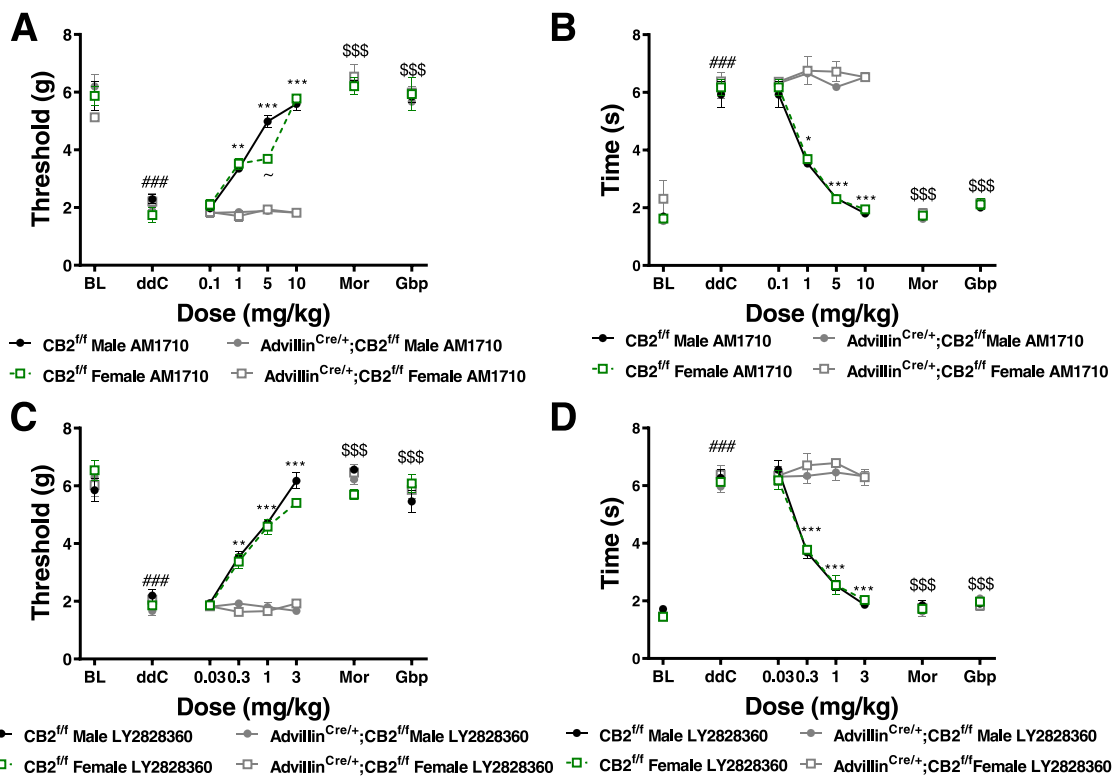 A
Threshold (g)
8
6
4
2
0
###
**
***
~
***
$$$
$$$
BL ddC 0.1 1 5 10 Mor Gbp
Dose (mg/kg)
CB2f/f Male AM1710 AdvillinCre/+;CB2f/f Male AM1710
CB2f/f Female AM1710 AdvillinCre/+;CB2f/f Female AM1710
B
Time (s)
8
6
4
2
0
###
*
***
***
$$$
$$$
BL ddC 0.1 1 5 10 Mor Gbp
Dose (mg/kg)
CB2f/f Male AM1710 AdvillinCre/+;CB2f/fMale AM1710
CB2f/f Female AM1710 AdvillinCre/+;CB2f/f Female AM1710
C
Threshold (g)
8
6
4
2
0
###
**
***
***
$$$
$$$
BL ddC 0.03 0.3 1 3 Mor Gbp
Dose (mg/kg)
CB2f/f Male LY2828360 AdvillinCre/+;CB2f/fMale LY2828360
CB2f/f Female LY2828360 AdvillinCre/+;CB2f/f Female LY2828360
D
Time (s)
8
6
4
2
0
###
***
***
***
$$$
$$$
BL ddC 0.03 0.3 1 3 Mor Gbp
Dose (mg/kg)
CB2f/f Male LY2828360 AdvillinCre/+;CB2f/f Male LY2828360
CB2f/f Female LY2828360 AdvillinCre/+;CB2f/f Female LY2828360